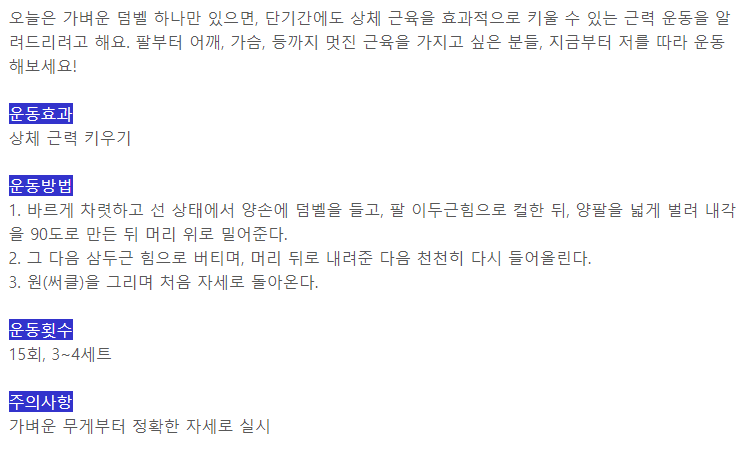 오늘은 가벼운 덤벨 하나만 있으면, 단기간에도 상체 근육을 효과적으로 키울 수 있는 근력 운동을 알
려드리려고 해요. 팔부터 어깨, 가슴, 등까지 멋진 근육을 가지고 싶은 분들, 지금부터 저를 따라 운동
해보세요!
운동효과
상체 근력 키우기
운동방법
1. 바르게 차렷하고 선 상태에서 양손에 덤벨을 들고, 팔 이두근힘으로 컬한 뒤, 양팔을 넓게 벌려 내각
을 90도로 만든 뒤 머리 위로 밀어준다.
2. 그 다음 삼두근 힘으로 버티며, 머리 뒤로 내려준 다음 천천히 다시 들어올린다.
3. 원(써클)을 그리며 처음 자세로 돌아온다.
운동횟수
15회, 3~4세트
주의사항
가벼운 무게부터 정확한 자세로 실시